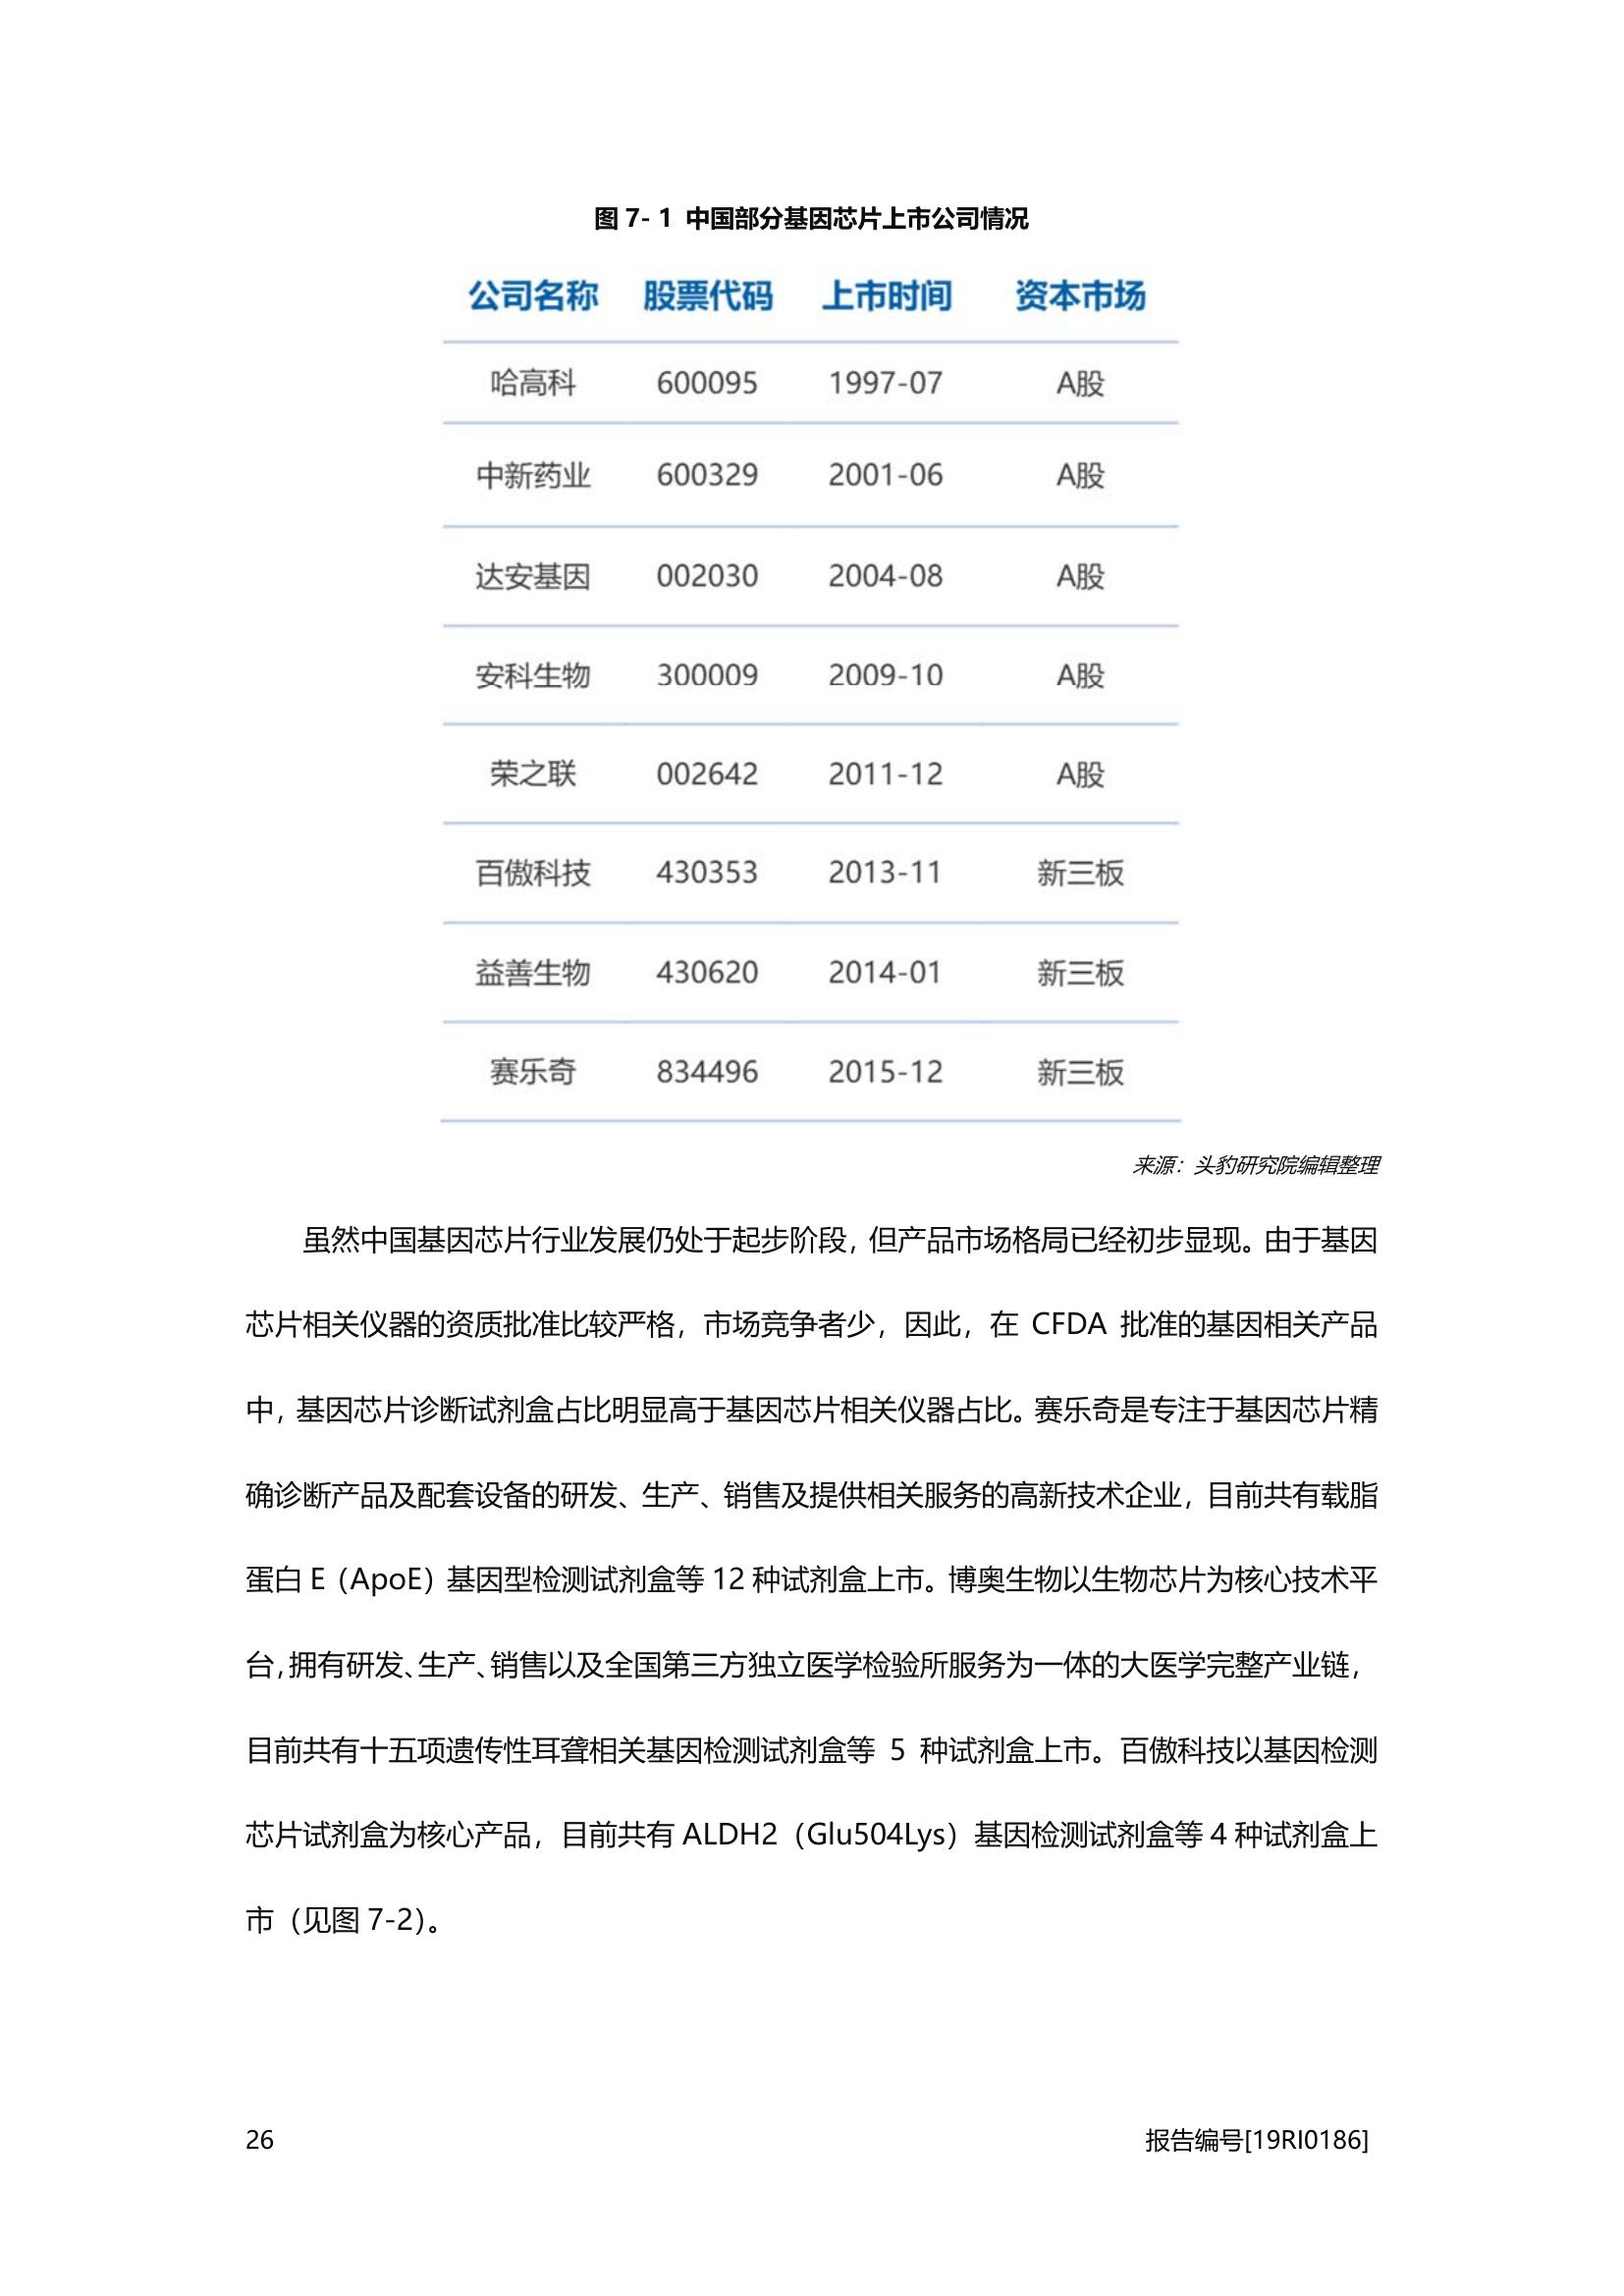 图 7- 1 中国部分基因芯片上市公司情况
公司名称 股票代码 上市时间 资本市场
哈高科 600095 1997-07 A股
中新药业 600329 2001-06 A股
达安基因 002030 2004-08 A股
安科生物 300009 2009-10 A股
荣之联 002642 2011-12 A股
百傲科技 430353 2013-11 新三板
益善生物 430620 2014-01 新三板
赛乐奇 834496 2015-12 新三板
来源：头豹研究院编辑整理
虽然中国基因芯片行业发展仍处于起步阶段，但产品市场格局已经初步显现。由于基因
芯片相关仪器的资质批准比较严格，市场竞争者少，因此，在 CFDA 批准的基因相关产品
中，基因芯片诊断试剂盒占比明显高于基因芯片相关仪器占比。赛乐奇是专注于基因芯片精
确诊断产品及配套设备的研发、生产、销售及提供相关服务的高新技术企业，目前共有载脂
蛋白 E（ApoE）基因型检测试剂盒等 12 种试剂盒上市。博奥生物以生物芯片为核心技术平
台，拥有研发、生产、销售以及全国第三方独立医学检验所服务为一体的大医学完整产业链，
目前共有十五项遗传性耳聋相关基因检测试剂盒等 5 种试剂盒上市。百傲科技以基因检测
芯片试剂盒为核心产品，目前共有 ALDH2（Glu504Lys）基因检测试剂盒等 4 种试剂盒上
市（见图 7-2）。
26 报告编号[19RI0186]